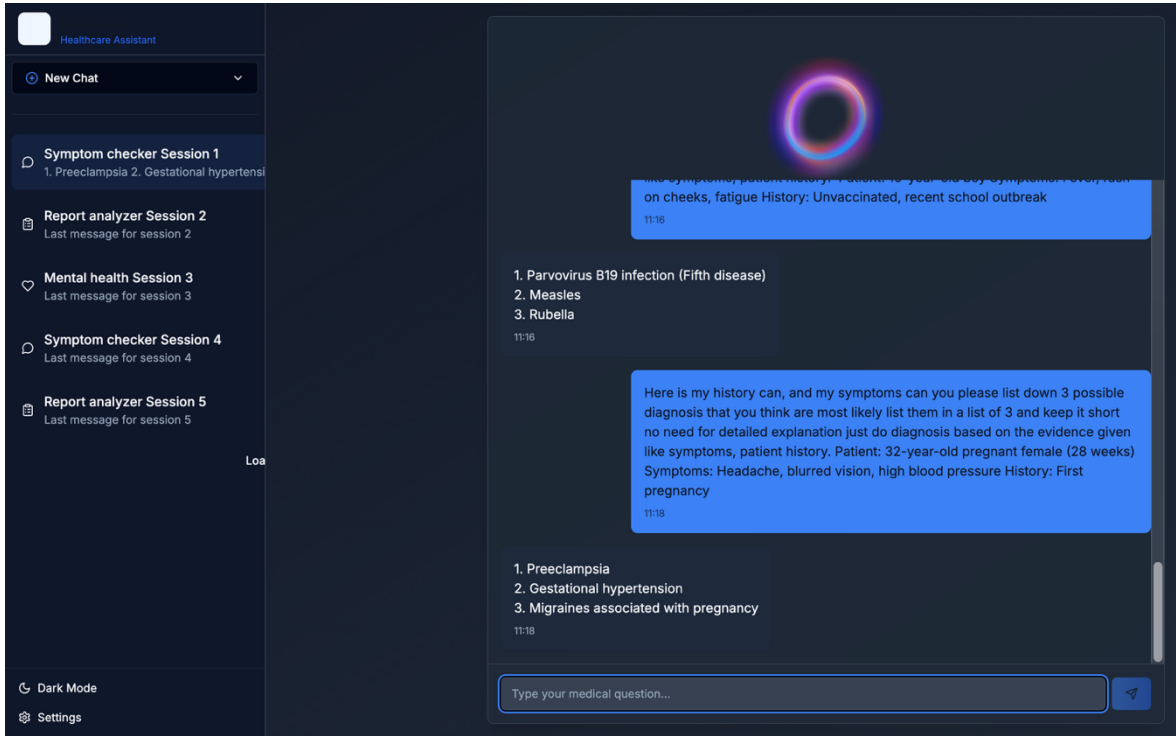 Healthcare Assistant
New Chat
Symptom checker Session 1
1. Preeclampsia 2. Gestational hypertensi
Report analyzer Session 2
Last message for session 2
Mental health Session 3
Last message for session 3
Symptom checker Session 4
Last message for session 4
Report analyzer Session 5
Last message for session 5
Loa
Dark Mode
Settings
on cheeks, fatigue History: Unvaccinated, recent school outbreak
11:16
1. Parvovirus B19 infection (Fifth disease)
2. Measles
3. Rubella
11:16
Here is my history can, and my symptoms can you please list down 3 possible
diagnosis that you think are most likely list them in a list of 3 and keep it short
no need for detailed explanation just do diagnosis based on the evidence given
like symptoms, patient history. Patient: 32-year-old pregnant female (28 weeks)
Symptoms: Headache, blurred vision, high blood pressure History: First
pregnancy
11:18
1. Preeclampsia
2. Gestational hypertension
3. Migraines associated with pregnancy
11:18
Type your medical question...